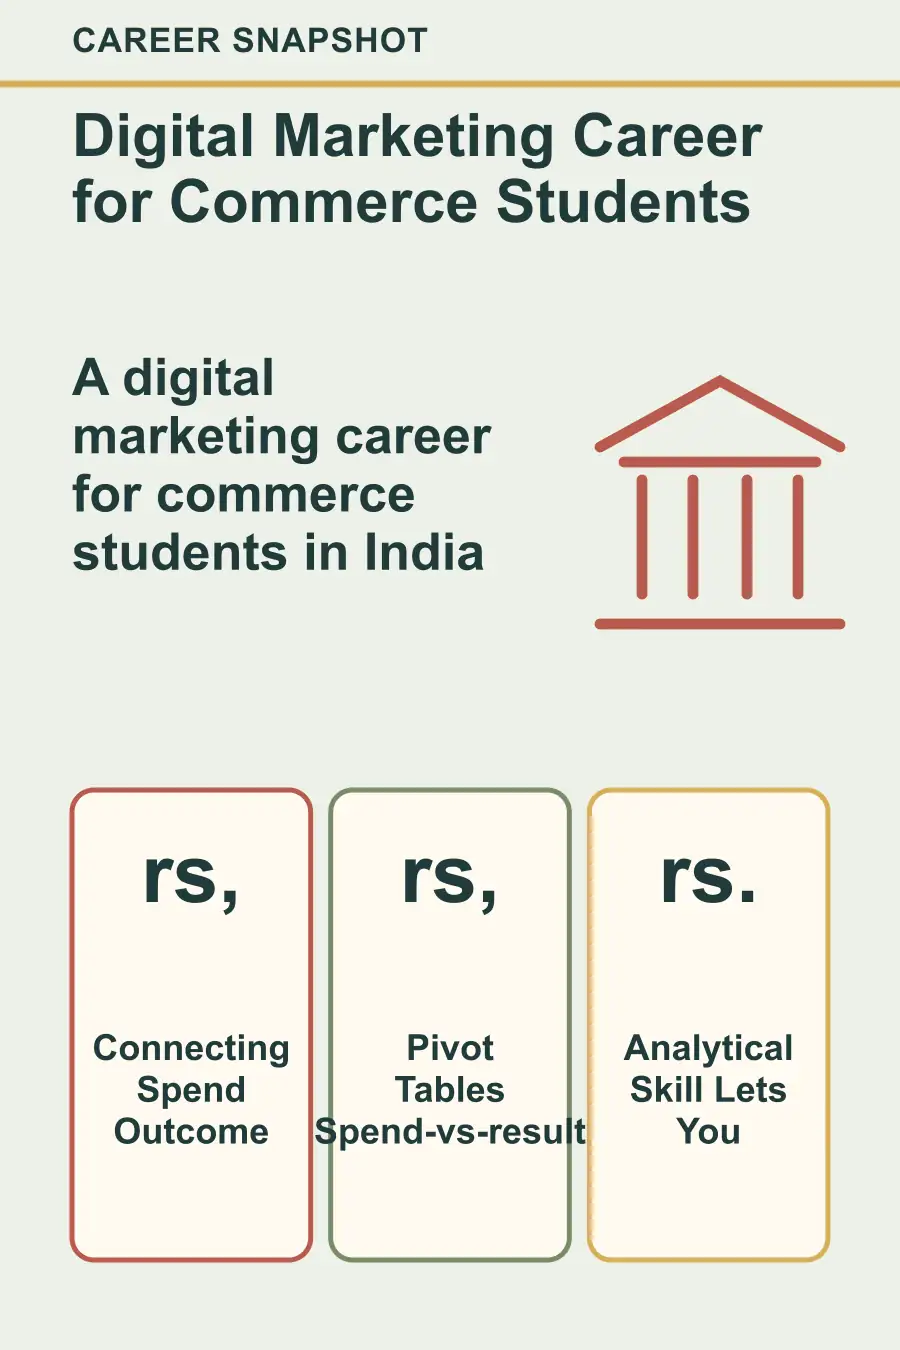 CAREER SNAPSHOT
Digital Marketing Career
for Commerce Students
A digital
marketing career
for commerce
students in India
rs,
Connecting
Spend
Outcome
rs,
Pivot
Tables
Spend-vs-result
rs.
Analytical
Skill Lets
You